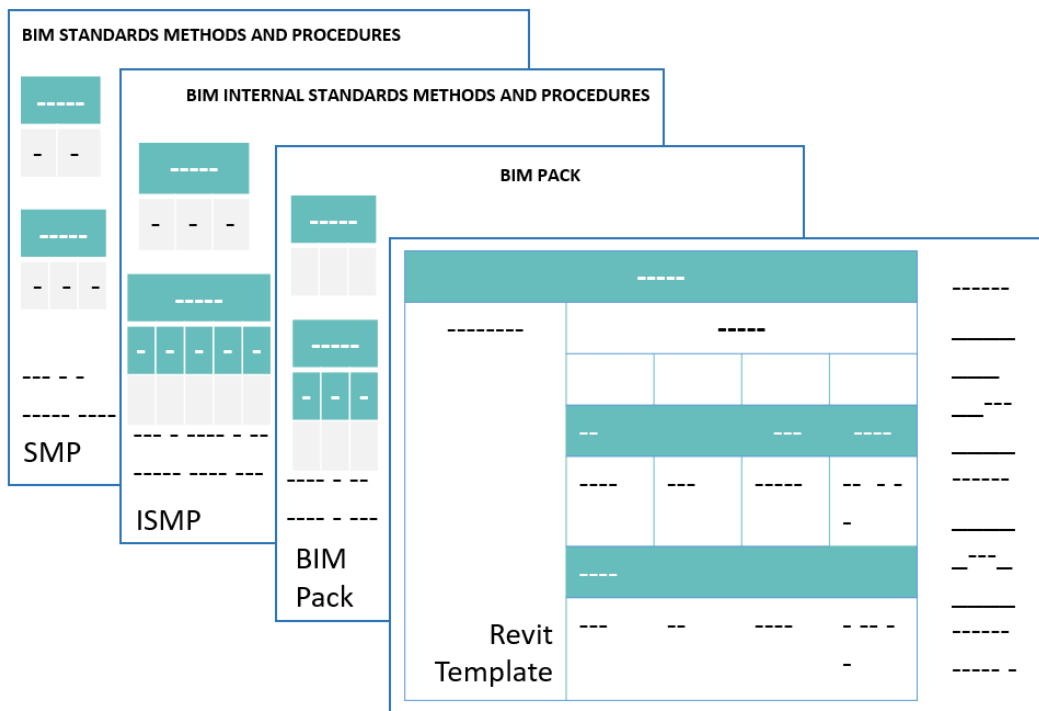 BIM STANDARDS METHODS AND PROCEDURES
SMP
BIM INTERNAL STANDARDS METHODS AND PROCEDURES
ISMP
BIM PACK
BIM
Pack
Revit
Template